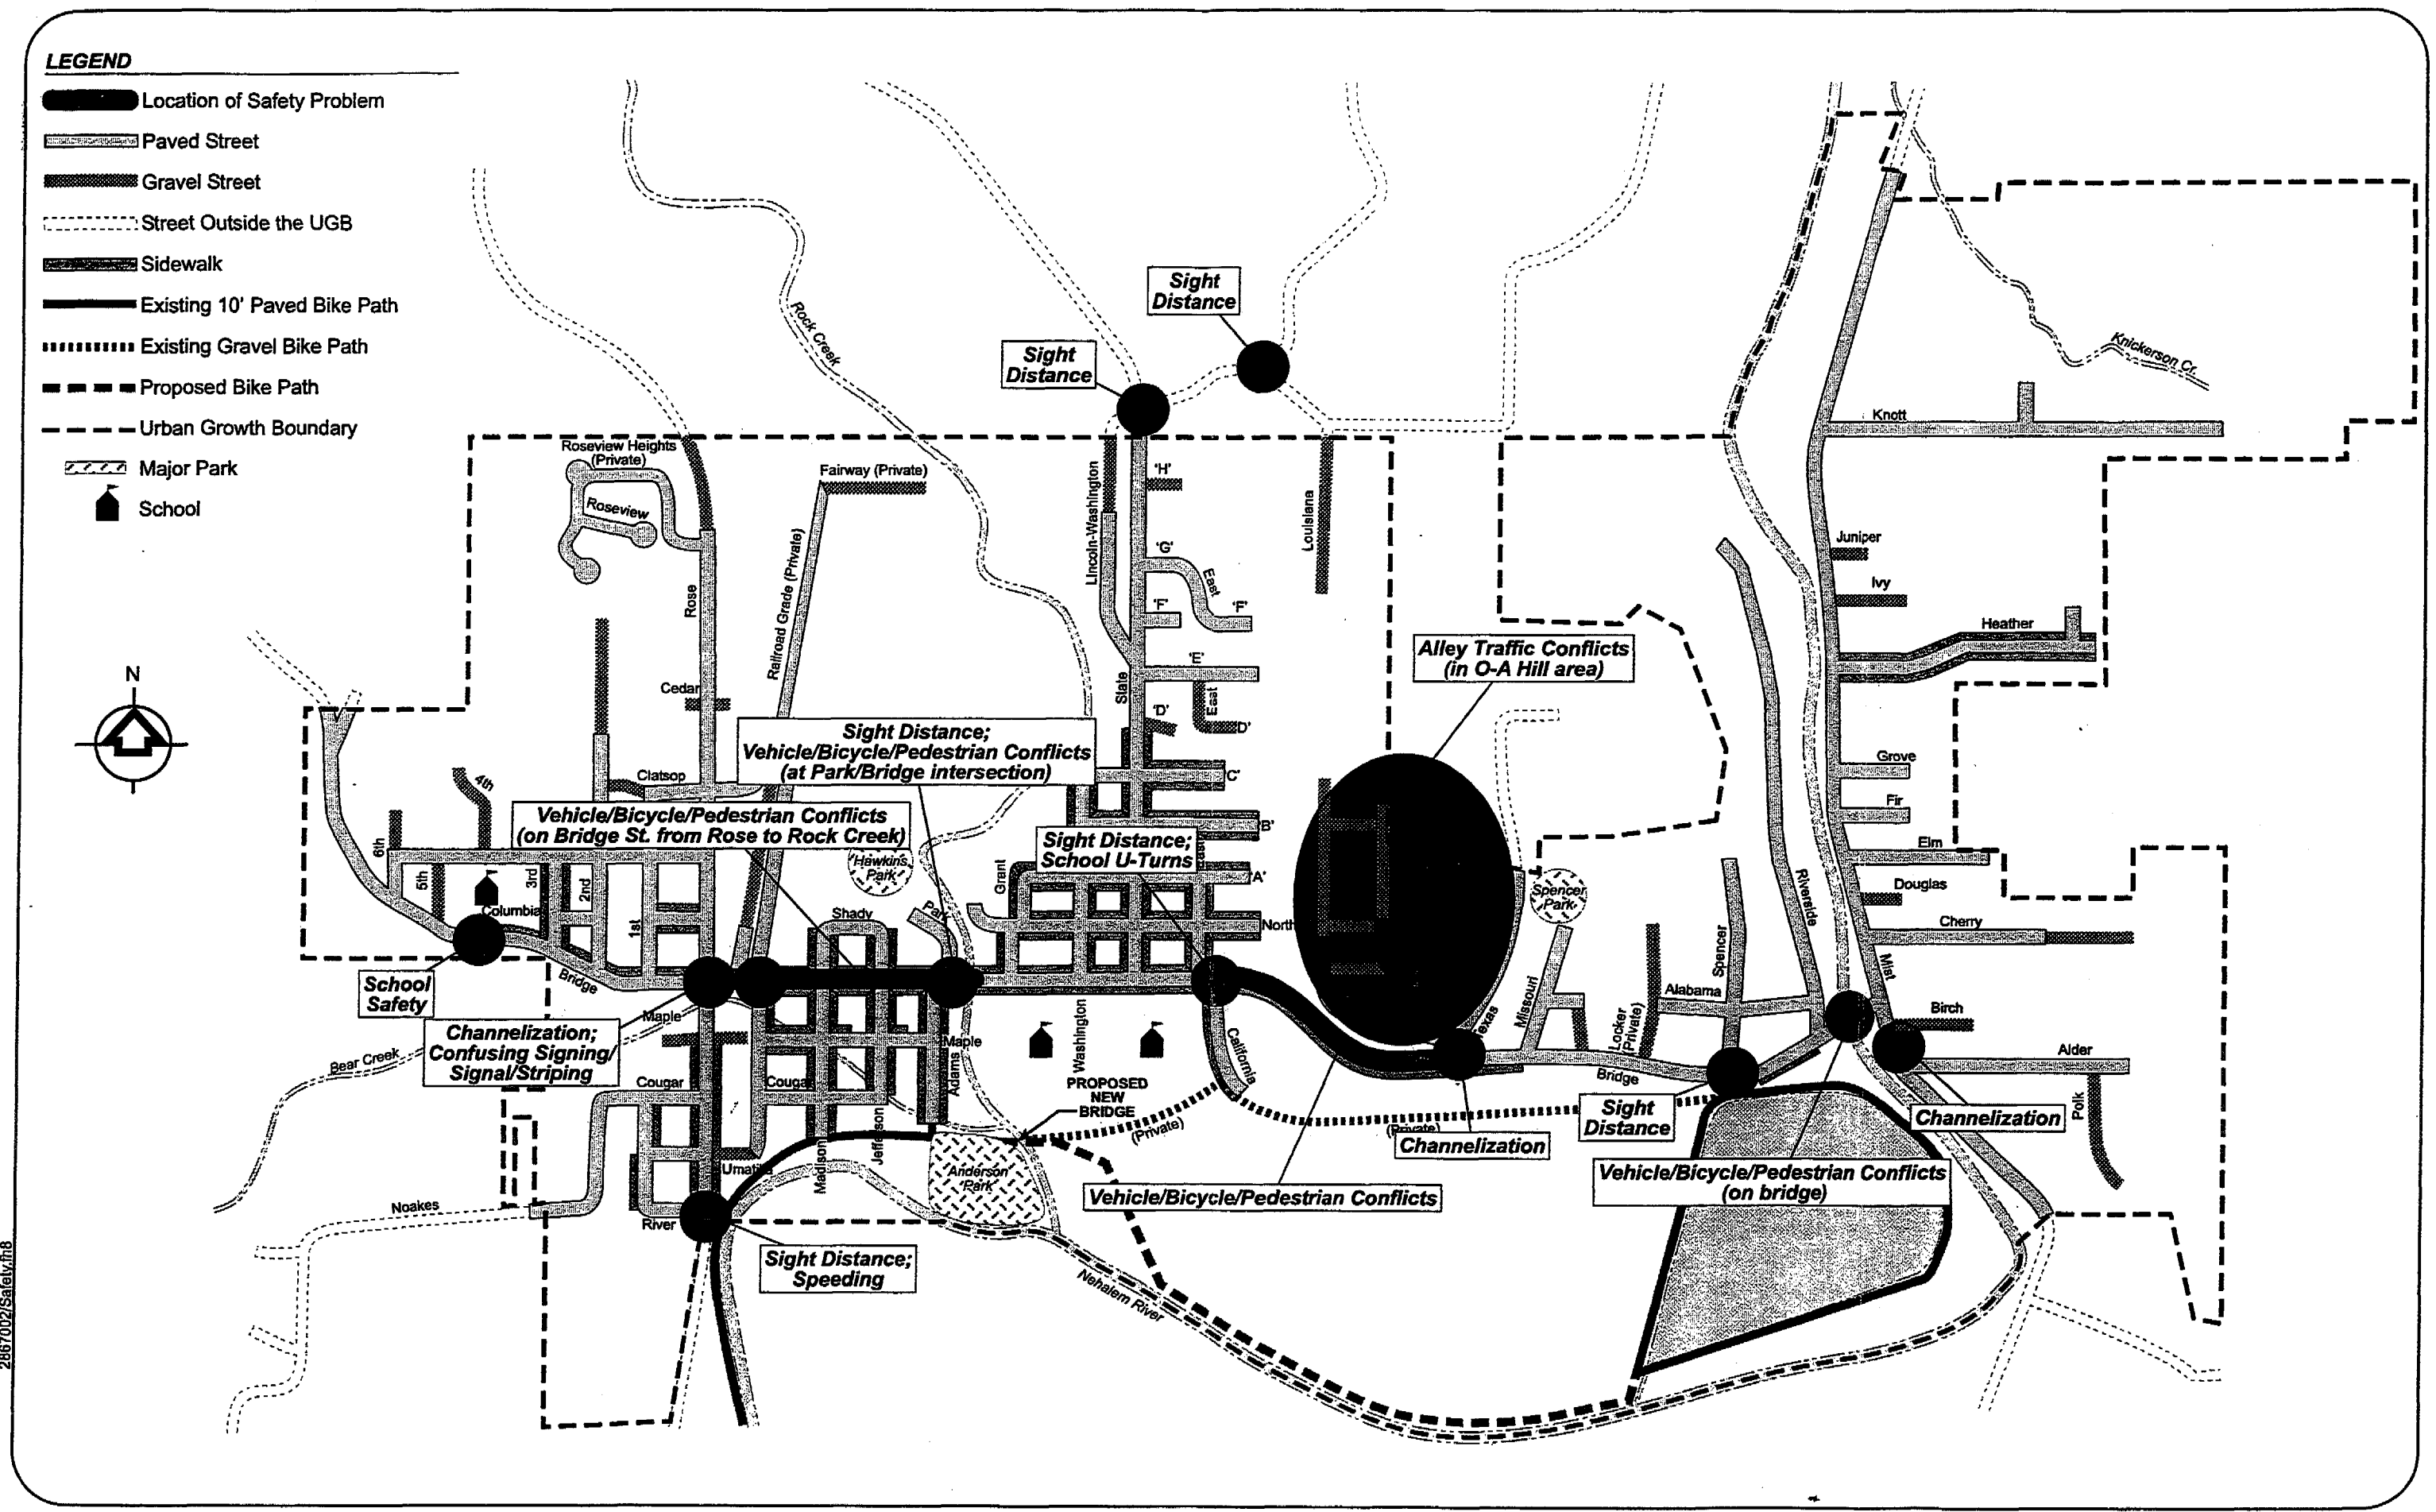 LEGEND
Location of Safety Problem
Paved Street
Gravel Street
Street Outside the UGB
Sidewalk
Existing 10' Paved Bike Path
Existing Gravel Bike Path
Proposed Bike Path
Urban Growth Boundary
Major Park
School
N
Sight
Distance
Sight
Distance
Rock Creek
Knickerson Cr.
Knott
Roseview Heights
(Private)
Roseview
Fairway (Private)
Railroad Grade (Private)
Rose
Cedar
Clatsop
Lincoln-Washington
State
'H'
'G'
East
'F'
'F'
'E'
East
'D'
D'
'C'
'B'
'A'
Louisiana
Juniper
Ivy
Heather
Grove
Fir
Elm
Douglas
Cherry
Mist
Birch
Alder
Polk
Alley Traffic Conflicts
(in O-A Hill area)
Sight Distance;
Vehicle/Bicycle/Pedestrian Conflicts
(at Park/Bridge intersection)
Vehicle/Bicycle/Pedestrian Conflicts
(on Bridge St. from Rose to Rock Creek)
Sight Distance;
School U-Turns
Hawkins
Park
Spencer
Park
4th
6th
5th
3rd
2nd
1st
Columbia
Bridge
Shady
Park
Grant
North
School
Safety
Channelization;
Confusing Signing/
Signal/Striping
Maple
Maple
Bear Creek
Cougar
Adams
Washington
California
Madison
Jefferson
PROPOSED
NEW
BRIDGE
(Private)
(Private)
Missouri
Locker
(Private)
Alabama
Spencer
Riverside
Bridge
Noakes
River
Anderson
Park
Sight Distance;
Speeding
Nehalem River
Vehicle/Bicycle/Pedestrian Conflicts
Channelization
Sight
Distance
Channelization
Vehicle/Bicycle/Pedestrian Conflicts
(on bridge)